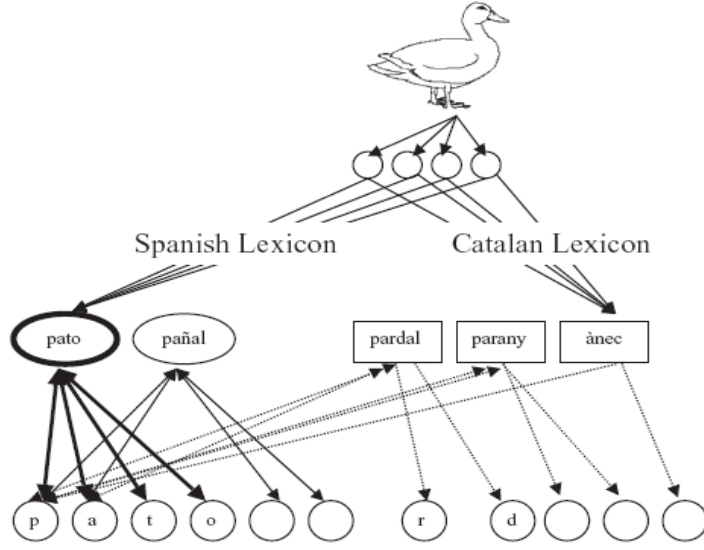 Spanish Lexicon Catalan Lexicon
pato pañal pardal parany ànec
p a t o r d